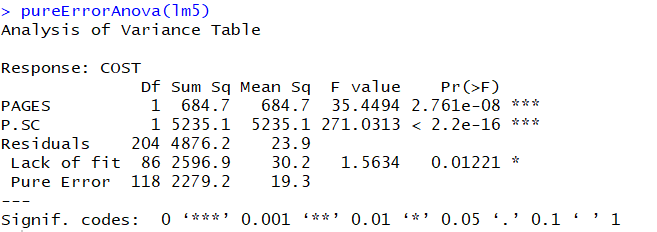 > pureErrorAnova(lm5)
Analysis of Variance Table
Response: COST
Df Sum Sq Mean Sq F value Pr(>F)
PAGES 1 684.7 684.7 35.4494 2.761e-08 ***
P.SC 1 5235.1 5235.1 271.0313 < 2.2e-16 ***
Residuals 204 4876.2 23.9
Lack of fit 86 2596.9 30.2 1.5634 0.01221 *
Pure Error 118 2279.2 19.3
---
Signif. codes: 0 ‘***’ 0.001 ‘**’ 0.01 ‘*’ 0.05 ‘.’ 0.1 ‘ ’ 1